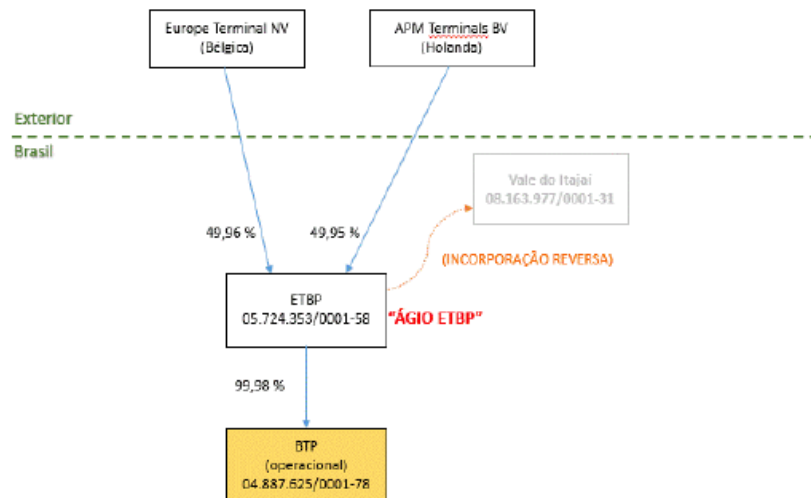 Europe Terminal NV
(Bélgica)
APM Terminals BV
(Holanda)
Exterior
Brasil
Vale do Itajaí
08.163.977/0001-31
49,96 %
49,95 %
(INCORPORAÇÃO REVERSA)
ETBP
05.724.353/0001-58
"ÁGIO ETBP"
99,98 %
BTP
(operacional)
04.887.625/0001-78